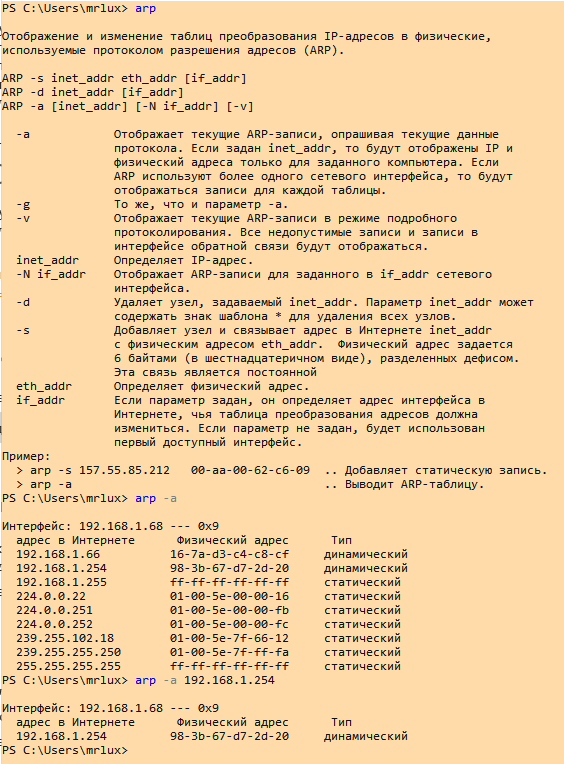 PS C:\Users\mrlux> arp
Отображение и изменение таблиц преобразования IP-адресов в физические,
используемые протоколом разрешения адресов (ARP).
ARP -s inet_addr eth_addr [if_addr]
ARP -d inet_addr [if_addr]
ARP -a [inet_addr] [-N if_addr] [-v]
-a Отображает текущие ARP-записи, опрашивая текущие данные
протокола. Если задан inet_addr, то будут отображены IP и
физический адреса только для заданного компьютера. Если
ARP используют более одного сетевого интерфейса, то будут
отображаться записи для каждой таблицы.
-g То же, что и параметр -a.
-v Отображает текущие ARP-записи в режиме подробного
протоколирования. Все недопустимые записи и записи в
интерфейсе обратной связи будут отображаться.
inet_addr Определяет IP-адрес.
-N if_addr Отображает ARP-записи для заданного в if_addr сетевого
интерфейса.
-d Удаляет узел, задаваемый inet_addr. Параметр inet_addr может
содержать знак шаблона * для удаления всех узлов.
-s Добавляет узел и связывает адрес в Интернете inet_addr
с физическим адресом eth_addr. Физический адрес задается
6 байтами (в шестнадцатеричном виде), разделенных дефисом.
Эта связь является постоянной
eth_addr Определяет физический адрес.
if_addr Если параметр задан, он определяет адрес интерфейса в
Интернете, чья таблица преобразования адресов должна
измениться. Если параметр не задан, будет использован
первый доступный интерфейс.
Пример:
> arp -s 157.55.85.212 00-aa-00-62-c6-09 .. Добавляет статическую запись.
> arp -a .. Выводит ARP-таблицу.
PS C:\Users\mrlux> arp -a
Интерфейс: 192.168.1.68 --- 0x9
адрес в Интернете Физический адрес Тип
192.168.1.66 16-7a-d3-c4-c8-cf динамический
192.168.1.254 98-3b-67-d7-2d-20 динамический
192.168.1.255 ff-ff-ff-ff-ff-ff статический
224.0.0.22 01-00-5e-00-00-16 статический
224.0.0.251 01-00-5e-00-00-fb статический
224.0.0.252 01-00-5e-00-00-fc статический
239.255.102.18 01-00-5e-7f-66-12 статический
239.255.255.250 01-00-5e-7f-ff-fa статический
255.255.255.255 ff-ff-ff-ff-ff-ff статический
PS C:\Users\mrlux> arp -a 192.168.1.254
Интерфейс: 192.168.1.68 --- 0x9
адрес в Интернете Физический адрес Тип
192.168.1.254 98-3b-67-d7-2d-20 динамический
PS C:\Users\mrlux>